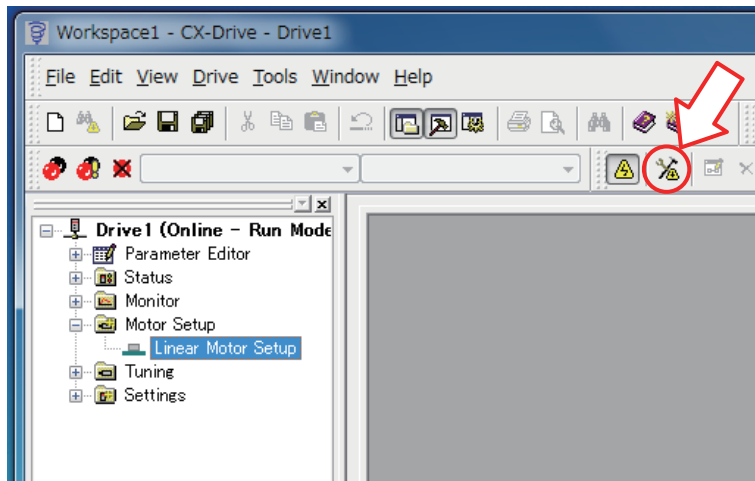 Workspace1 - CX-Drive - Drive1
File Edit View Drive Tools Window Help
Drive1 (Online - Run Mode
Parameter Editor
Status
Monitor
Motor Setup
Linear Motor Setup
Tuning
Settings